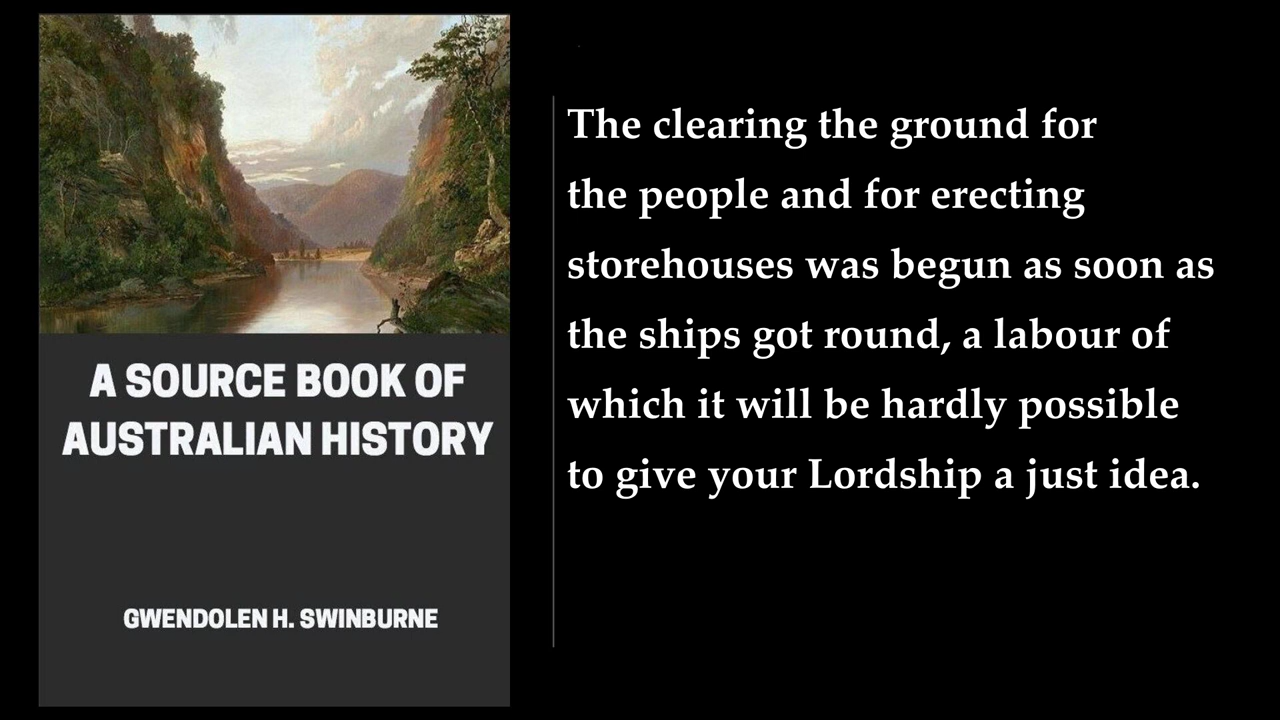 A SOURCE BOOK OF
AUSTRALIAN HISTORY
GWENDOLEN H. SWINBURNE
The clearing the ground for
the people and for erecting
storehouses was begun as soon as
the ships got round, a labour of
which it will be hardly possible
to give your Lordship a just idea.